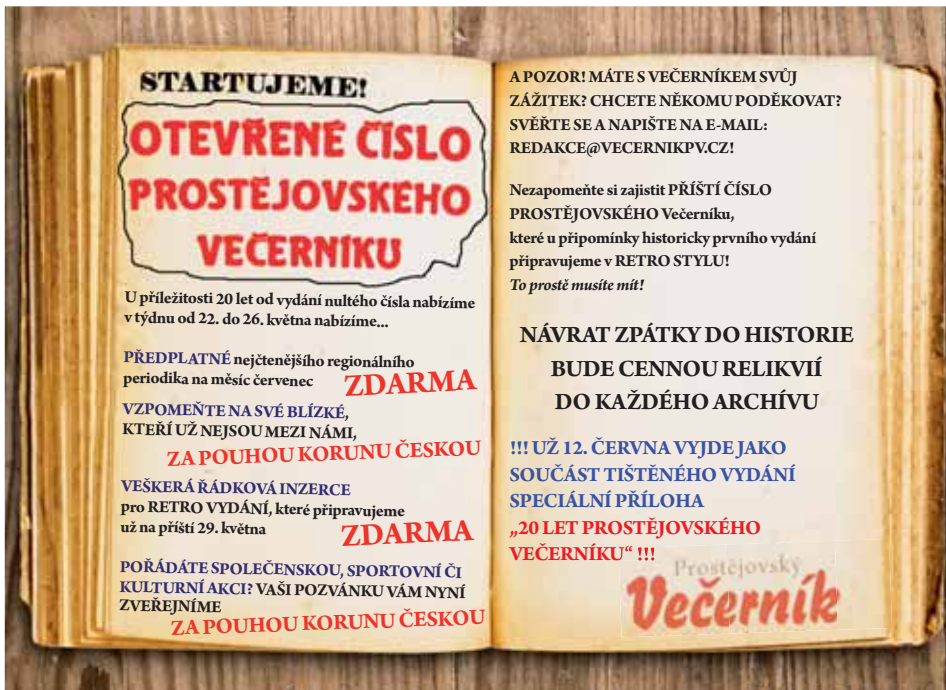 STARTUJEME!
OTEVŘENÉ ČÍSLO
PROSTĚJOVSKÉHO
VEČERNÍKU
U příležitosti 20 let od vydání nultého čísla nabízíme
v týdnu od 22. do 26. května nabízíme...
PŘEDPLATNÉ nejčtenějšího regionálního
periodika na měsíc červenec ZDARMA
VZPOMEŇTE NA SVÉ BLÍZKÉ,
KTEŘÍ UŽ NEJSOU MEZI NÁMI,
ZA POUHOU KORUNU ČESKOU
VEŠKERÁ ŘÁDKOVÁ INZERCE
pro RETRO VYDÁNÍ, které připravujeme
už na příští 29. května ZDARMA
POŘÁDÁTE SPOLEČENSKOU, SPORTOVNÍ ČI
KULTURNÍ AKCI? VAŠI POZVÁNKU VÁM NYNÍ
ZVEŘEJNÍME
ZA POUHOU KORUNU ČESKOU
A POZOR! MÁTE S VEČERNÍKEM SVŮJ
ZÁŽITEK? CHCETE NĚKOMU PODĚKOVAT?
SVĚŘTE SE A NAPIŠTE NA E-MAIL:
REDAKCE@VECERNIKPV.CZ!
Nezapomeňte si zajistit PŘÍŠTÍ ČÍSLO
PROSTĚJOVSKÉHO Večerníku,
které u připomínky historicky prvního vydání
připravujeme v RETRO STYLU!
To prostě musíte mít!
NÁVRAT ZPÁTKY DO HISTORIE
BUDE CENNOU RELIKVIÍ
DO KAŽDÉHO ARCHÍVU
!!! UŽ 12. ČERVNA VYJDE JAKO
SOUČÁST TIŠTĚNÉHO VYDÁNÍ
SPECIÁLNÍ PŘÍLOHA
„20 LET PROSTĚJOVSKÉHO
VEČERNÍKU“ !!!
Prostějovský
Večerník